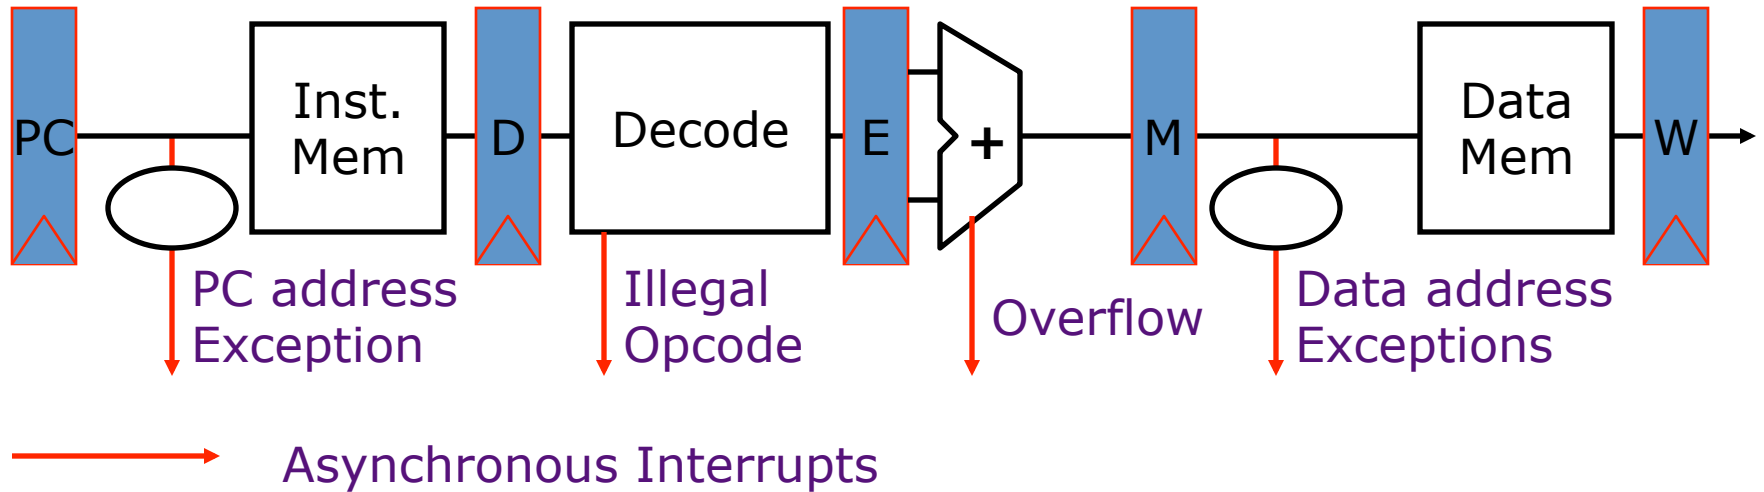 PC
Inst.
Mem
D
Decode
E
+
M
Data
Mem
W
PC address
Exception
Illegal
Opcode
Overflow
Data address
Exceptions
Asynchronous Interrupts